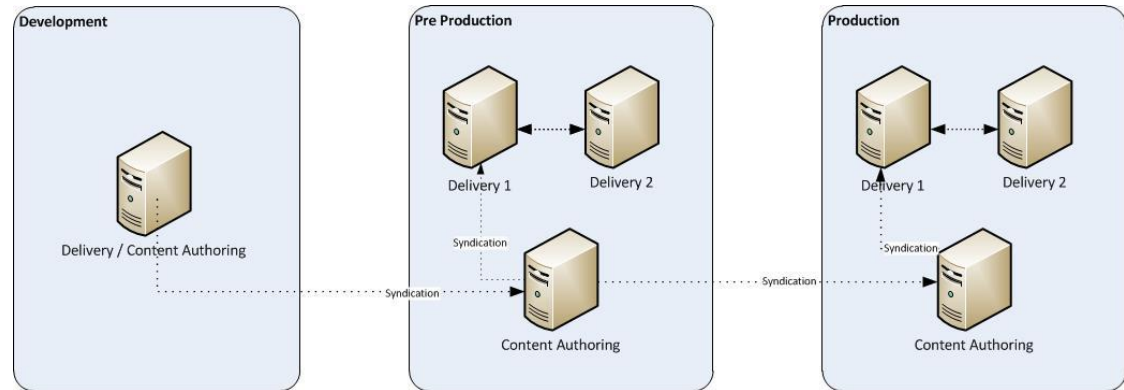 Development
Delivery / Content Authoring
Syndication
Pre Production
Delivery 1
Delivery 2
Syndication
Content Authoring
Syndication
Production
Delivery 1
Delivery 2
Syndication
Content Authoring